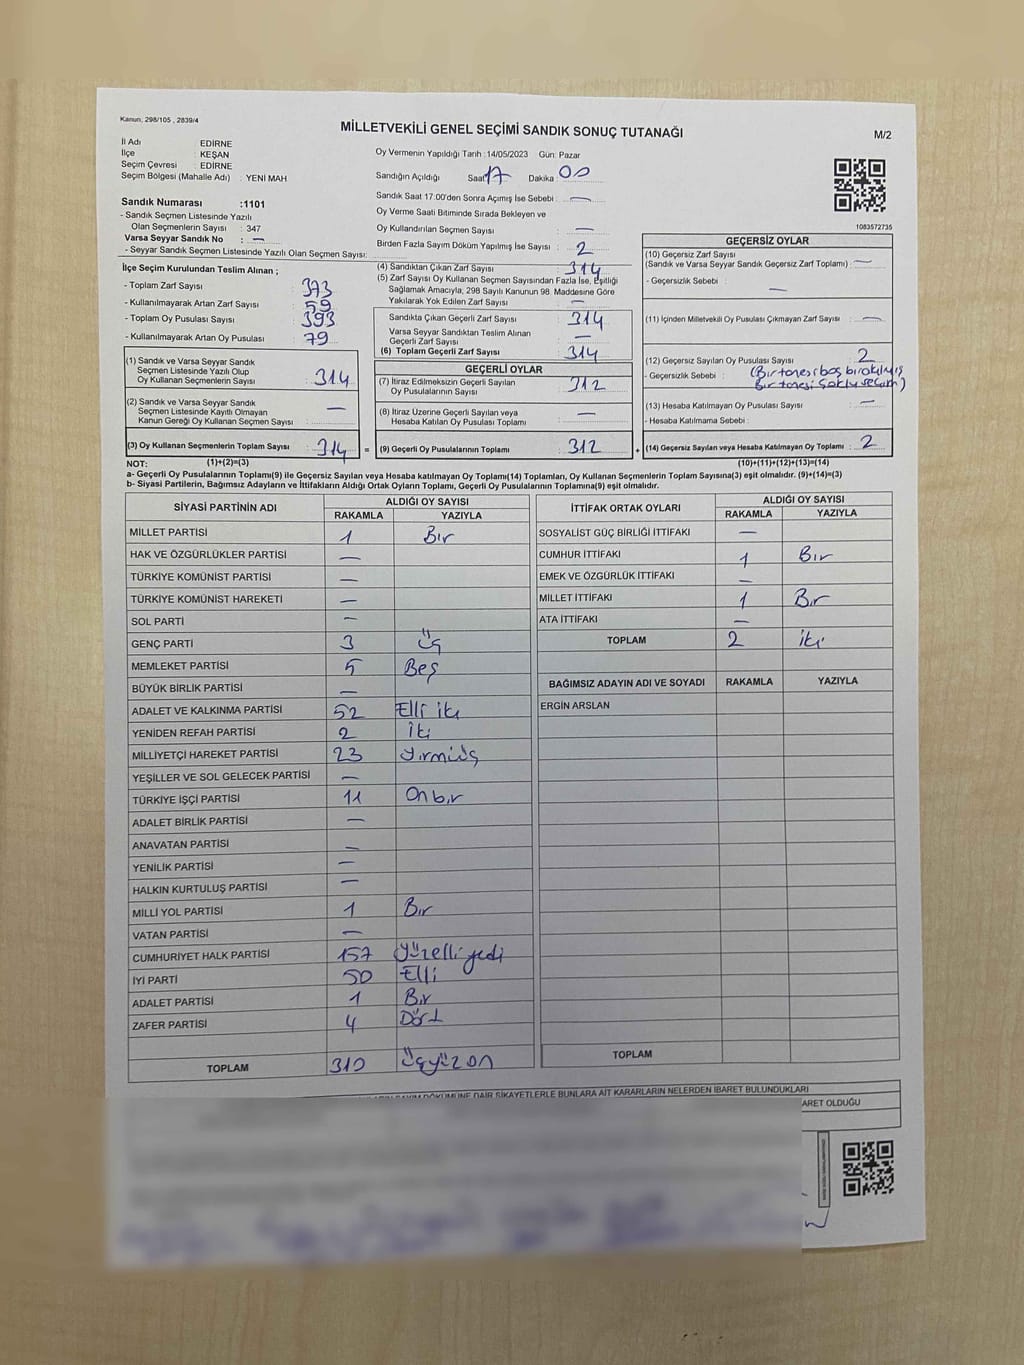 Kanun; 298/105 , 2839/4
MİLLETVEKİLİ GENEL SEÇİMİ SANDIK SONUÇ TUTANAĞI
M/2
İl Adı EDİRNE
İlçe KEŞAN
Seçim Çevresi : EDİRNE
Seçim Bölgesi (Mahalle Adı) : YENİ MAH.
Oy Vermenin Yapıldığı Tarih :14/05/2023 Gün: Pazar
Sandığın Açıldığı Saat 17 Dakika : 00
Sandık Saat 17:00'den Sonra Açımış İse Sebebi : —
Oy Verme Saati Bitiminde Sırada Bekleyen ve
Oy Kullandırılan Seçmen Sayısı : —
Birden Fazla Sayım Döküm Yapılmış İse Sayısı : 2
1083572735
Sandık Numarası :1101
- Sandık Seçmen Listesinde Yazılı
Olan Seçmenlerin Sayısı : 347
Varsa Seyyar Sandık No : —
- Seyyar Sandık Seçmen Listesinde Yazılı Olan Seçmen Sayısı:
İlçe Seçim Kurulundan Teslim Alınan ;
- Toplam Zarf Sayısı : 373
- Kullanılmayarak Artan Zarf Sayısı : 59
- Toplam Oy Pusulası Sayısı : 393
- Kullanılmayarak Artan Oy Pusulası : 79
(1) Sandık ve Varsa Seyyar Sandık
Seçmen Listesinde Yazılı Olup
Oy Kullanan Seçmenlerin Sayısı : 314
(2) Sandık ve Varsa Seyyar Sandık
Seçmen Listesinde Kayıtlı Olmayan
Kanun Gereği Oy Kullanan Seçmen Sayısı : —
(3) Oy Kullanan Seçmenlerin Toplam Sayısı : 314 =
(1)+(2)=(3)
(4) Sandıktan Çıkan Zarf Sayısı : 314
(5) Zarf Sayısı Oy Kullanan Seçmen Sayısından Fazla İse, Eşitliği
Sağlamak Amacıyla, 298 Sayılı Kanunun 98. Maddesine Göre
Yakılarak Yok Edilen Zarf Sayısı : —
Sandıkta Çıkan Geçerli Zarf Sayısı : 314
Varsa Seyyar Sandıktan Teslim Alınan
Geçerli Zarf Sayısı : —
(6) Toplam Geçerli Zarf Sayısı : 314
GEÇERLİ OYLAR
(7) İtiraz Edilmeksizin Geçerli Sayılan
Oy Pusulalarının Sayısı : 312
(8) İtiraz Üzerine Geçerli Sayılan veya
Hesaba Katılan Oy Pusulaları Toplamı : —
(9) Geçerli Oy Pusulalarının Toplamı : 312 +
GEÇERSİZ OYLAR
(10) Geçersiz Zarf Sayısı
(Sandık ve Varsa Seyyar Sandık Geçersiz Zarf Toplamı) : —
- Geçersizlik Sebebi : —
(11) İçinden Milletvekili Oy Pusulası Çıkmayan Zarf Sayısı : —
(12) Geçersiz Sayılan Oy Pusulası Sayısı : 2
- Geçersizlik Sebebi : (Bir tanesi boş bırakılmış
Bir tanesi çoklu seçim)
(13) Hesaba Katılmayan Oy Pusulası Sayısı : —
- Hesaba Katılmama Sebebi :
(14) Geçersiz Sayılan veya Hesaba Katılmayan Oy Toplamı : 2
(10)+(11)+(12)+(13)=(14)
NOT:
a- Geçerli Oy Pusulalarının Toplamı(9) ile Geçersiz Sayılan veya Hesaba katılmayan Oy Toplamı(14) Toplamları, Oy Kullanan Seçmenlerin Toplam Sayısına(3) eşit olmalıdır. (9)+(14)=(3)
b- Siyasi Partilerin, Bağımsız Adayların ve İttifakların Aldığı Ortak Oyların Toplamı, Geçerli Oy Pusulalarının Toplamına(9) eşit olmalıdır.
SİYASİ PARTİNİN ADI ALDIĞI OY SAYISI
RAKAMLA YAZIYLA
MİLLET PARTİSİ 1 Bir
HAK VE ÖZGÜRLÜKLER PARTİSİ —
TÜRKİYE KOMÜNİST PARTİSİ —
TÜRKİYE KOMÜNİST HAREKETİ —
SOL PARTİ —
GENÇ PARTİ 3 Üç
MEMLEKET PARTİSİ 5 Beş
BÜYÜK BİRLİK PARTİSİ —
ADALET VE KALKINMA PARTİSİ 52 Elli iki
YENİDEN REFAH PARTİSİ 2 İki
MİLLİYETÇİ HAREKET PARTİSİ 23 Yirmiüç
YEŞİLLER VE SOL GELECEK PARTİSİ —
TÜRKİYE İŞÇİ PARTİSİ 11 Onbir
ADALET BİRLİK PARTİSİ —
ANAVATAN PARTİSİ —
YENİLİK PARTİSİ —
HALKIN KURTULUŞ PARTİSİ —
MİLLİ YOL PARTİSİ 1 Bir
VATAN PARTİSİ —
CUMHURİYET HALK PARTİSİ 157 Yüzelliyedi
İYİ PARTİ 50 Elli
ADALET PARTİSİ 1 Bir
ZAFER PARTİSİ 4 Dört
TOPLAM 310 Üçyüzon
İTTİFAK ORTAK OYLARI ALDIĞI OY SAYISI
RAKAMLA YAZIYLA
SOSYALİST GÜÇ BİRLİĞİ İTTİFAKI —
CUMHUR İTTİFAKI 1 Bir
EMEK VE ÖZGÜRLÜK İTTİFAKI —
MİLLET İTTİFAKI 1 Bir
ATA İTTİFAKI —
TOPLAM 2 İki
BAĞIMSIZ ADAYIN ADI VE SOYADI RAKAMLA YAZIYLA
ERGİN ARSLAN
TOPLAM
DÖKÜMÜNE DAİR ŞİKAYETLERLE BUNLARA AİT KARARLARIN NELERDEN İBARET BULUNDUKLARI
ARET OLDUĞU